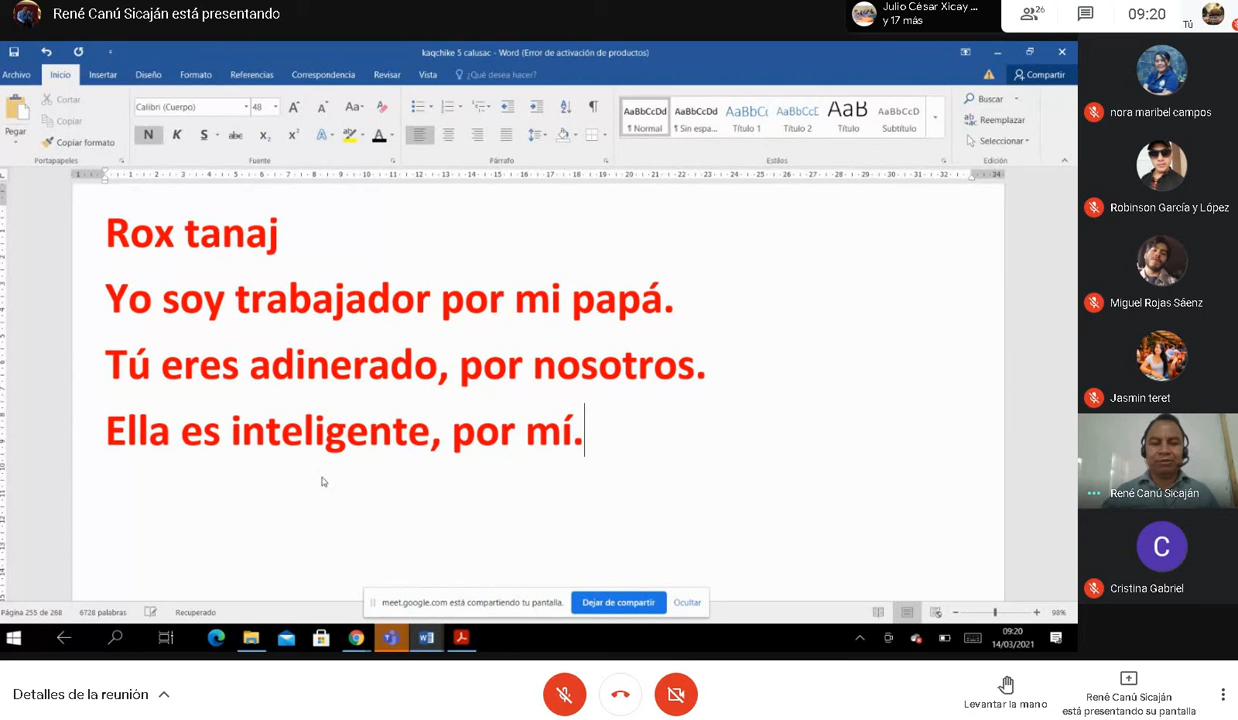 René Canú Sicaján está presentando
Julio César Xicay ...
y 17 más
26
09:20
Tú
kaqchike 5 calusac - Word (Error de activación de productos)
Archivo Inicio Insertar Diseño Formato Referencias Correspondencia Revisar Vista ¿Qué desea hacer? Compartir
Pegar
Cortar
Copiar
Copiar formato
Portapapeles
Calibri (Cuerpo) 48
N K S abc X₂ X²
Fuente
Párrafo
AaBbCcDd AaBbCcDd AaBbC( AaBbCcD AaB AaBbCcD
¶ Normal ¶ Sin espa... Título 1 Título 2 Título Subtítulo
Estilos
Buscar
Reemplazar
Seleccionar
Edición
Rox tanaj
Yo soy trabajador por mi papá.
Tú eres adinerado, por nosotros.
Ella es inteligente, por mí.
meet.google.com está compartiendo tu pantalla. Dejar de compartir Ocultar
Página 255 de 268 6728 palabras Recuperado 98%
09:20
14/03/2021
nora maribel campos
Robinson García y López
Miguel Rojas Sáenz
Jasmin teret
René Canú Sicaján
C
Cristina Gabriel
Detalles de la reunión
Levantar la mano
René Canú Sicaján
está presentando su pantalla